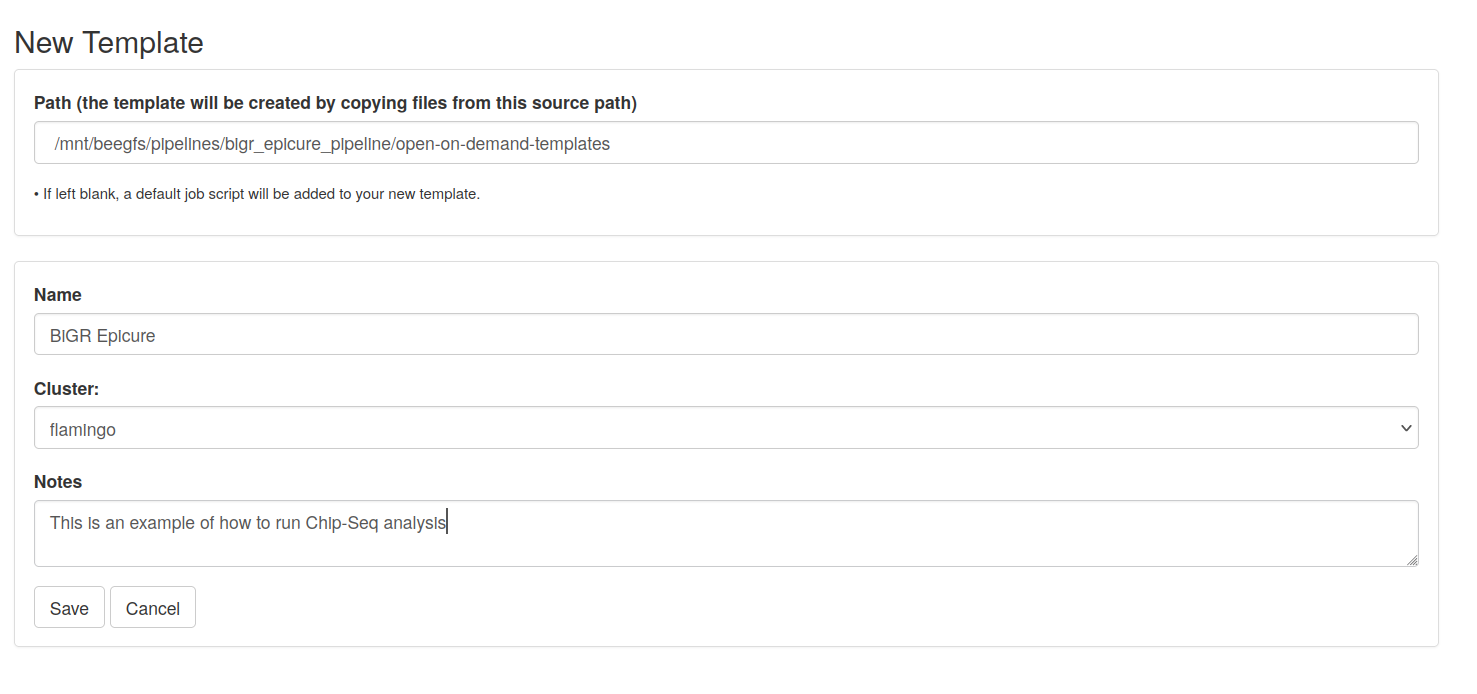 New Template
Path (the template will be created by copying files from this source path)
/mnt/beegfs/pipelines/bigr_epicure_pipeline/open-on-demand-templates
• If left blank, a default job script will be added to your new template.
Name
BiGR Epicure
Cluster:
flamingo
Notes
This is an example of how to run Chip-Seq analysis
Save Cancel